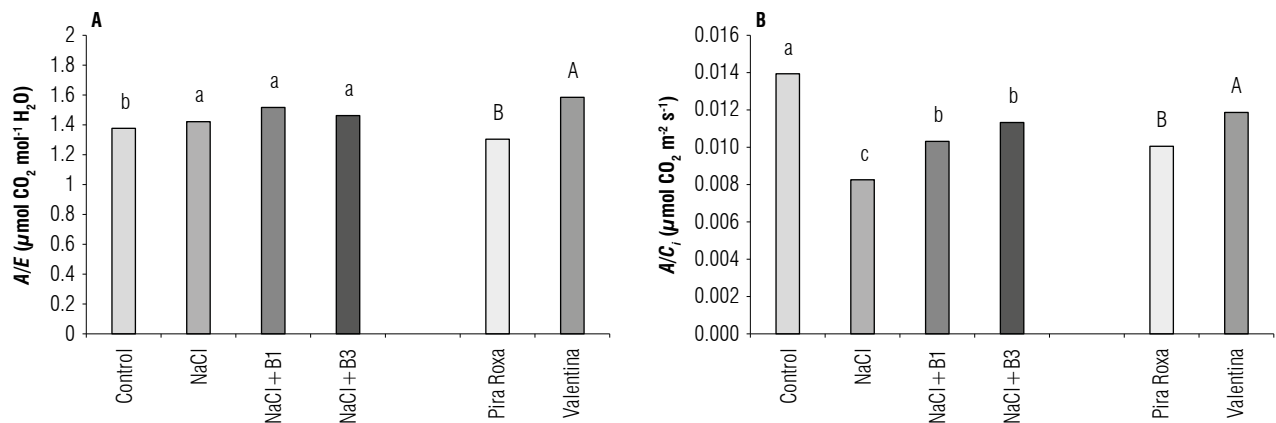 A
A/E (µmol CO₂ mol⁻¹ H₂O)
2
1.8
1.6
1.4
1.2
1
0.8
0.6
0.4
0.2
0
b
a
a
a
B
A
Control
NaCl
NaCl + B1
NaCl + B3
Pira Roxa
Valentina
B
A/Cᵢ (µmol CO₂ m⁻² s⁻¹)
0.016
0.014
0.012
0.010
0.008
0.006
0.004
0.002
0.000
a
c
b
b
B
A
Control
NaCl
NaCl + B1
NaCl + B3
Pira Roxa
Valentina